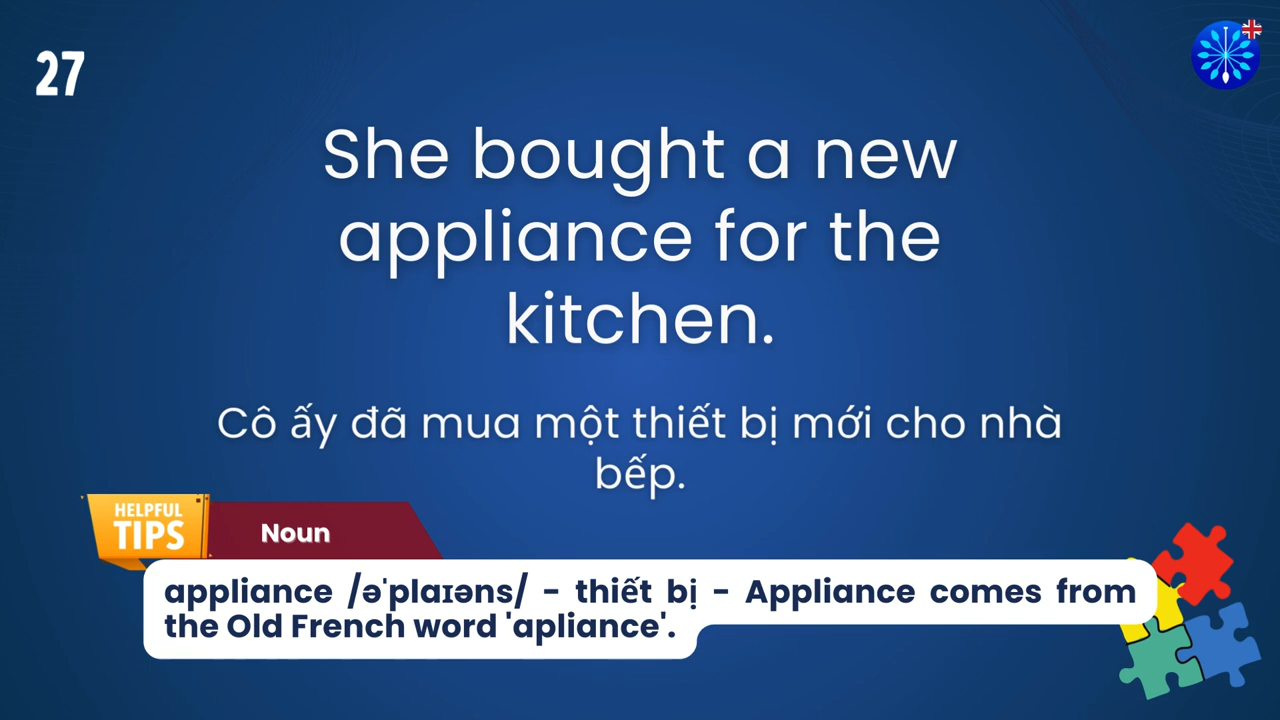 27
She bought a new
appliance for the
kitchen.
Cô ấy đã mua một thiết bị mới cho nhà
bếp.
HELPFUL
TIPS
Noun
appliance /əˈplaɪəns/ - thiết bị - Appliance comes from
the Old French word 'apliance'.